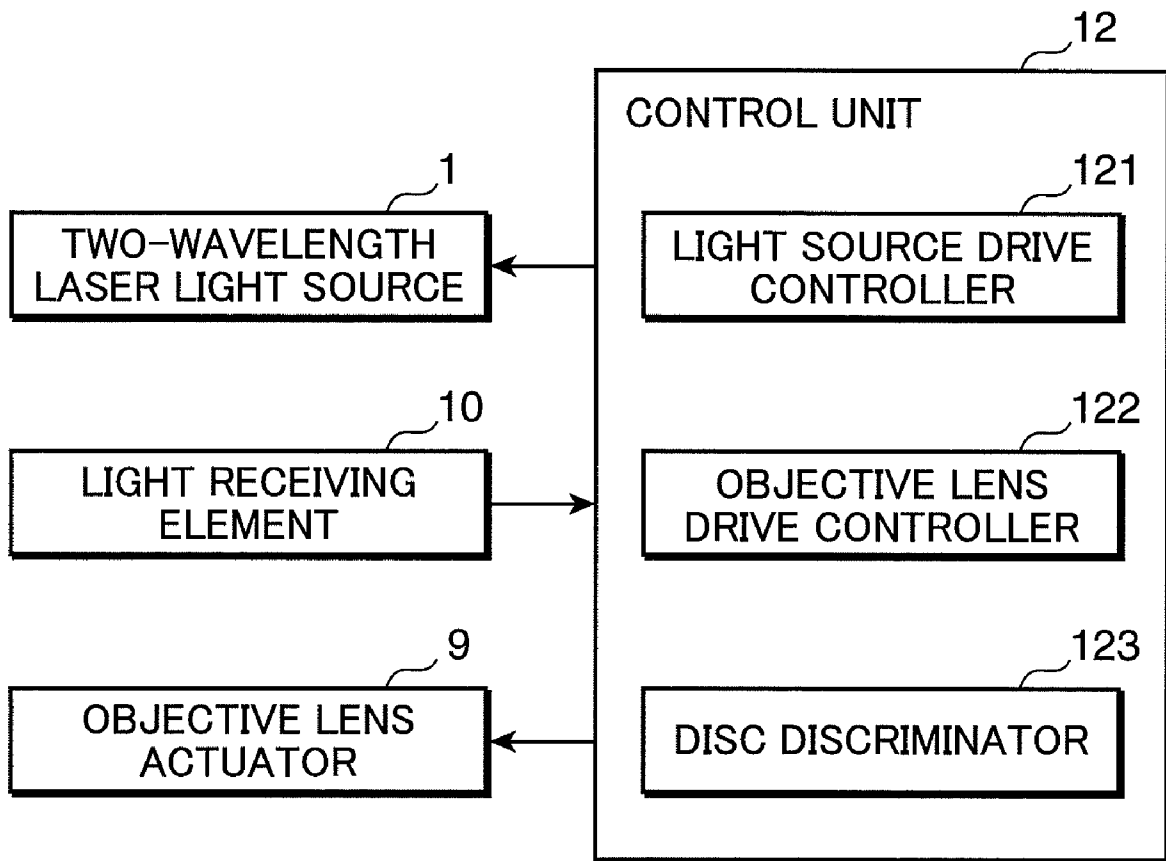 12
CONTROL UNIT
1
TWO-WAVELENGTH
LASER LIGHT SOURCE
121
LIGHT SOURCE DRIVE
CONTROLLER
10
LIGHT RECEIVING
ELEMENT
122
OBJECTIVE LENS
DRIVE CONTROLLER
9
OBJECTIVE LENS
ACTUATOR
123
DISC DISCRIMINATOR